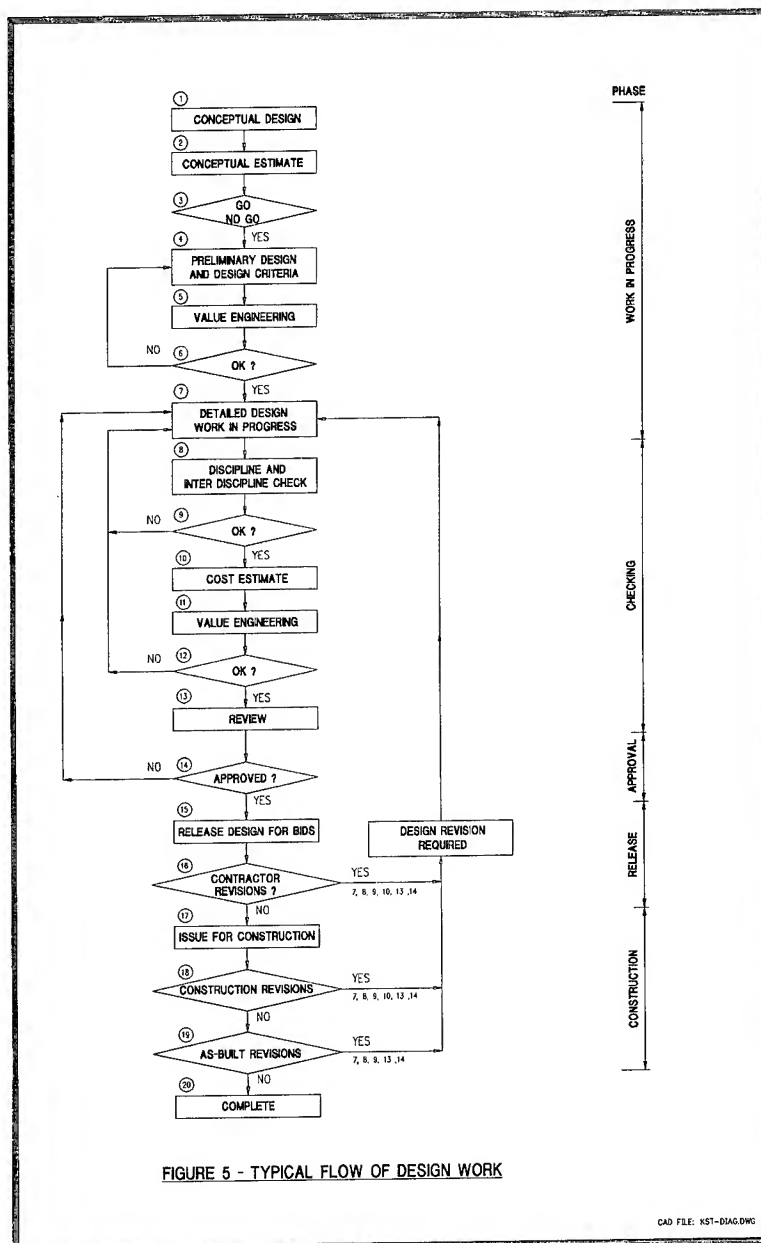 PHASE
1
CONCEPTUAL DESIGN
2
CONCEPTUAL ESTIMATE
3
GO
NO GO
YES
4
PRELIMINARY DESIGN
AND DESIGN CRITERIA
5
VALUE ENGINEERING
NO
6
OK ?
YES
7
DETAILED DESIGN
WORK IN PROGRESS
8
DISCIPLINE AND
INTER DISCIPLINE CHECK
NO
9
OK ?
YES
10
COST ESTIMATE
11
VALUE ENGINEERING
NO
12
OK ?
YES
13
REVIEW
NO
14
APPROVED ?
YES
15
RELEASE DESIGN FOR BIDS
DESIGN REVISION
REQUIRED
16
CONTRACTOR
REVISIONS ?
YES
7, 8, 9, 10, 13 ,14
NO
17
ISSUE FOR CONSTRUCTION
18
CONSTRUCTION REVISIONS
YES
7, 8, 9, 10, 13 ,14
NO
19
AS-BUILT REVISIONS
YES
7, 8, 9, 13 ,14
NO
20
COMPLETE
WORK IN PROGRESS
CHECKING
APPROVAL
RELEASE
CONSTRUCTION
FIGURE 5 - TYPICAL FLOW OF DESIGN WORK
CAD FILE: KST-DIAG.DWG